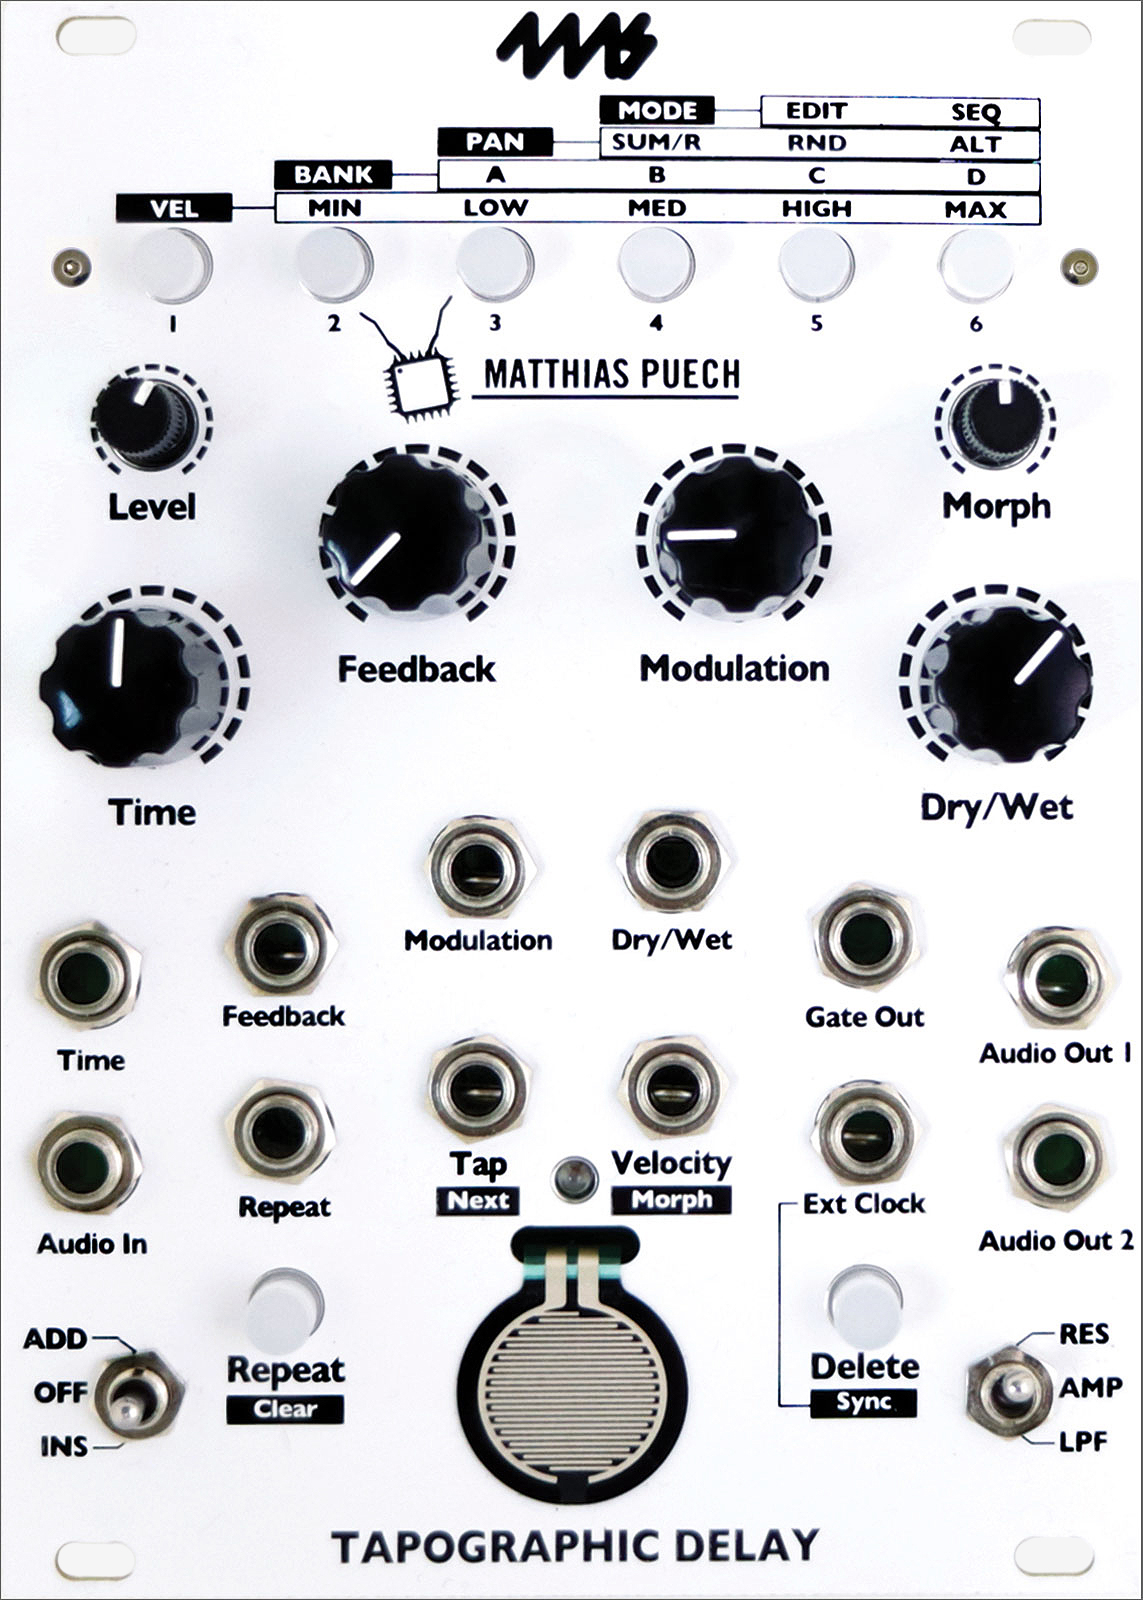 4ms
MODE EDIT SEQ
PAN SUM/R RND ALT
BANK A B C D
VEL MIN LOW MED HIGH MAX
1 2 3 4 5 6
MATTHIAS PUECH
Level
Morph
Feedback
Modulation
Time
Dry/Wet
Modulation
Dry/Wet
Feedback
Gate Out
Time
Audio Out 1
Tap
Velocity
Next
Morph
Repeat
Ext Clock
Audio In
Audio Out 2
ADD
RES
OFF
Repeat
Delete
AMP
Clear
Sync
INS
LPF
TAPOGRAPHIC DELAY